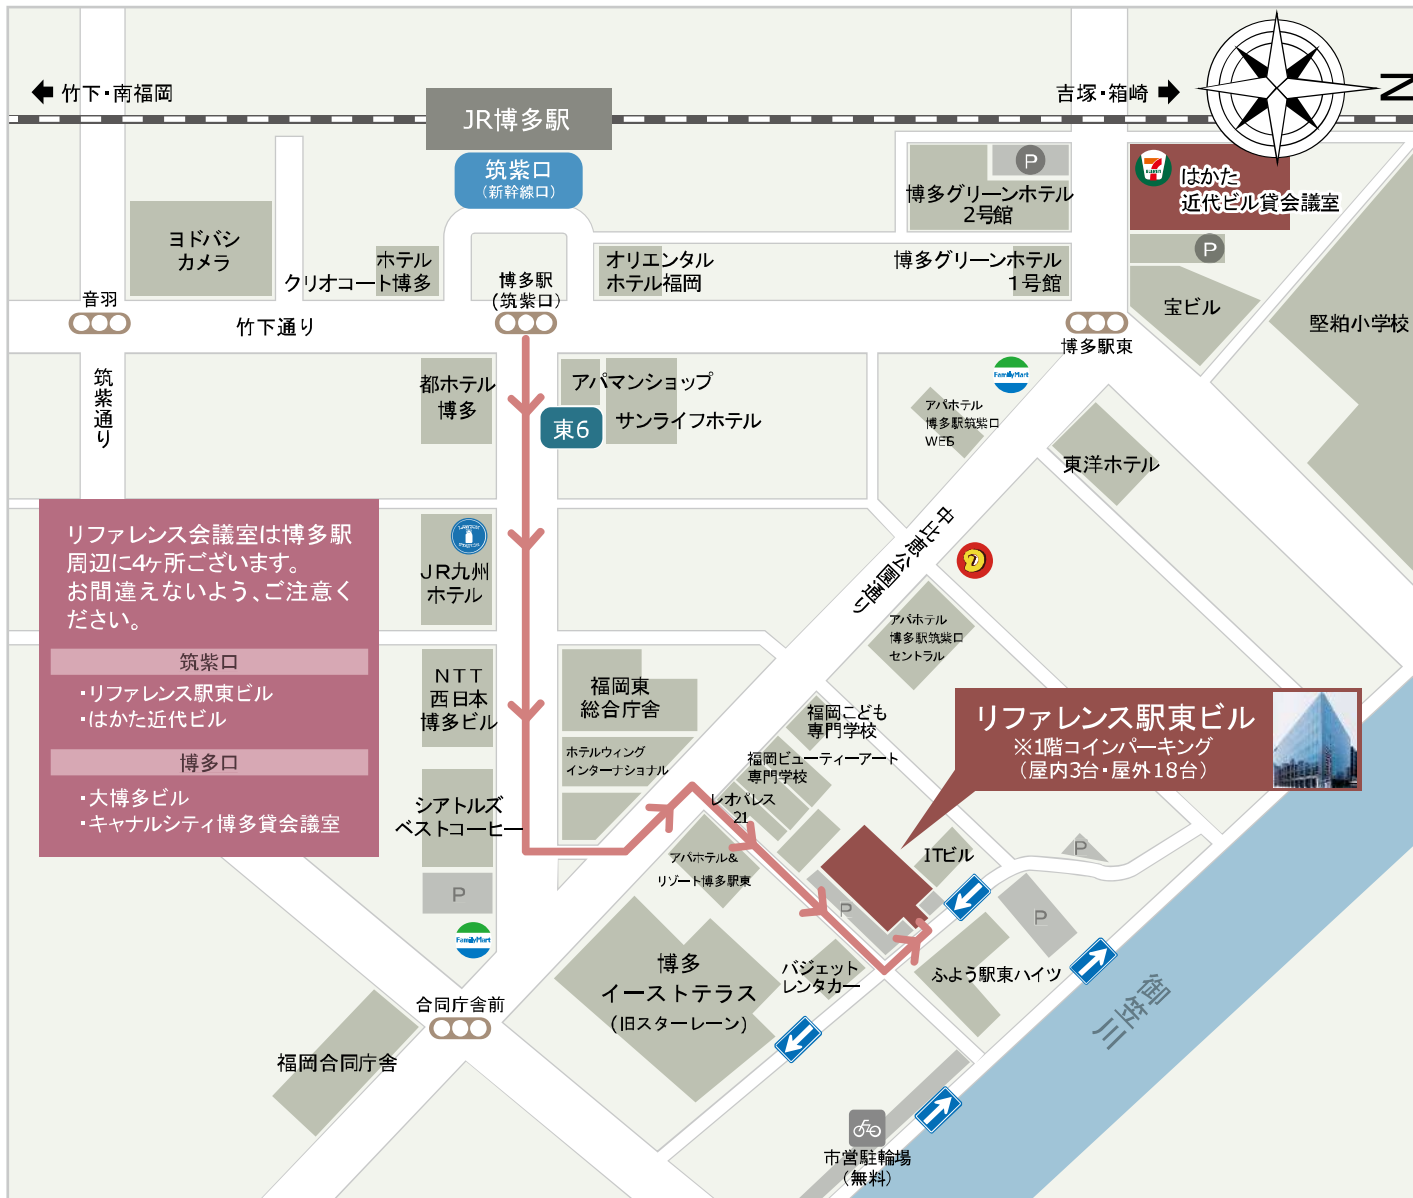 竹下・南福岡
吉塚・箱崎
N
JR博多駅
筑紫口
(新幹線口)
P
博多グリーンホテル
2号館
はかた
近代ビル貸会議室
P
ヨドバシ
カメラ
ホテル
クリオコート博多
博多駅
(筑紫口)
オリエンタル
ホテル福岡
博多グリーンホテル
1号館
宝ビル
堅粕小学校
音羽
竹下通り
博多駅東
筑紫通り
都ホテル
博多
アパマンショップ
東6
サンライフホテル
FamilyMart
アパホテル
博多駅筑紫口
WEB
東洋ホテル
リファレンス会議室は博多駅
周辺に4ヶ所ございます。
お間違えないよう、ご注意く
ださい。
筑紫口
・リファレンス駅東ビル
・はかた近代ビル
博多口
・大博多ビル
・キャナルシティ博多貸会議室
JR九州
ホテル
中比恵公園通り
アパホテル
博多駅筑紫口
セントラル
NTT
西日本
博多ビル
福岡東
総合庁舎
ホテルウィング
インターナショナル
福岡こども
専門学校
福岡ビューティーアート
専門学校
レオパレス
21
リファレンス駅東ビル
※1階コインパーキング
(屋内3台・屋外18台)
シアトルズ
ベストコーヒー
P
FamilyMart
アパホテル&
リゾート博多駅東
ITビル
P
P
P
博多
イーストテラス
(旧スターレーン)
バジェット
レンタカー
ふよう駅東ハイツ
御笠川
合同庁舎前
福岡合同庁舎
市営駐輪場
(無料)